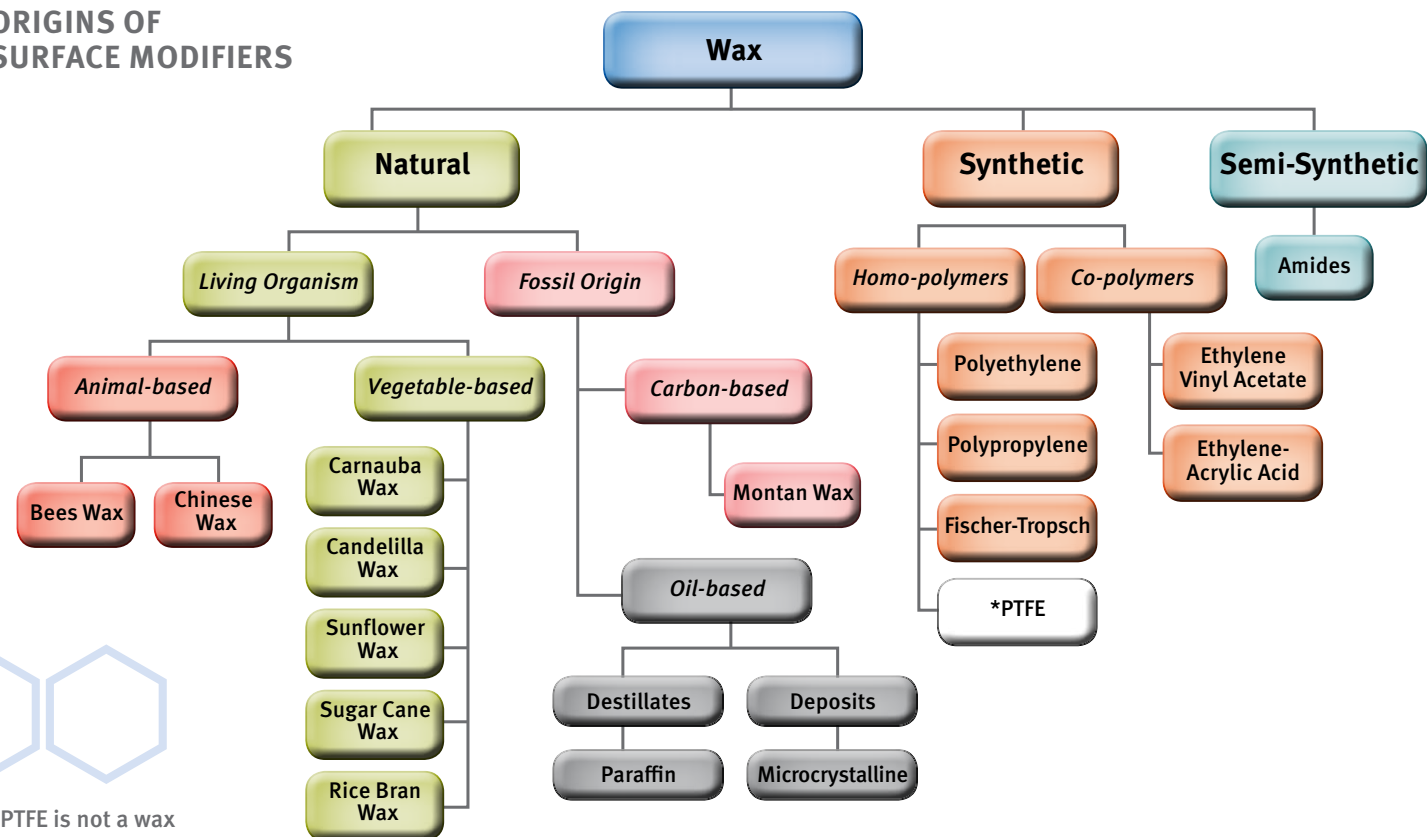 ORIGINS OF
SURFACE MODIFIERS
Wax
Natural
Synthetic
Semi-Synthetic
Living Organism
Fossil Origin
Homo-polymers
Co-polymers
Amides
Animal-based
Vegetable-based
Carbon-based
Polyethylene
Ethylene
Vinyl Acetate
Bees Wax
Chinese
Wax
Carnauba
Wax
Montan Wax
Polypropylene
Ethylene-
Acrylic Acid
Candelilla
Wax
Fischer-Tropsch
Oil-based
*PTFE
Sunflower
Wax
Destillates
Deposits
Sugar Cane
Wax
Paraffin
Microcrystalline
Rice Bran
Wax
PTFE is not a wax